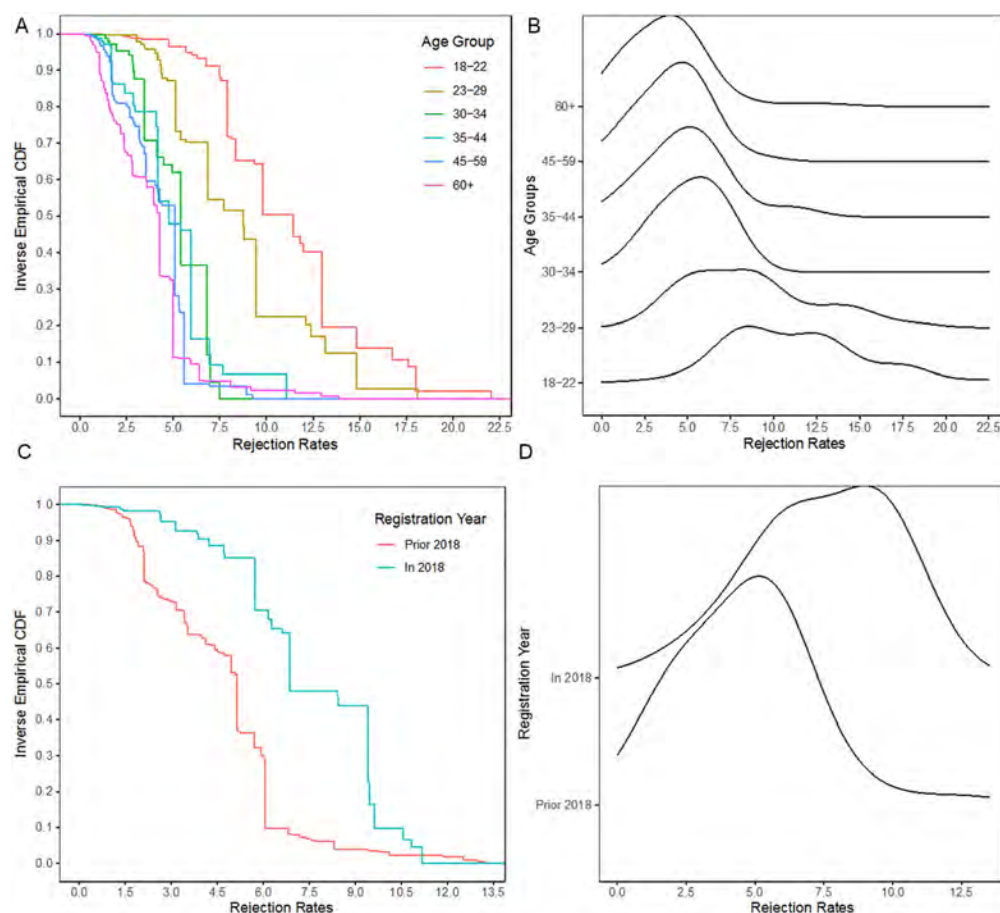 A
Inverse Empirical CDF
1.0
0.9
0.8
0.7
0.6
0.5
0.4
0.3
0.2
0.1
0.0
0.0 2.5 5.0 7.5 10.0 12.5 15.0 17.5 20.0 22.5
Rejection Rates
Age Group
18-22
23-29
30-34
35-44
45-59
60+
B
Age Groups
60+
45-59
35-44
30-34
23-29
18-22
0.0 2.5 5.0 7.5 10.0 12.5 15.0 17.5 20.0 22.5
Rejection Rates
C
Inverse Empirical CDF
1.0
0.9
0.8
0.7
0.6
0.5
0.4
0.3
0.2
0.1
0.0
0.0 1.5 3.0 4.5 6.0 7.5 9.0 10.5 12.0 13.5
Rejection Rates
Registration Year
Prior 2018
In 2018
D
Registration Year
In 2018
Prior 2018
0.0 2.5 5.0 7.5 10.0 12.5
Rejection Rates